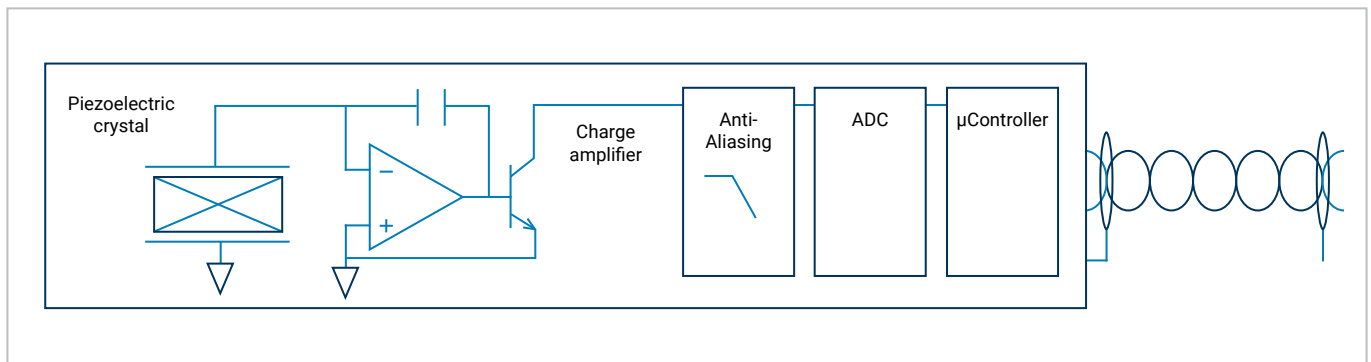 Piezoelectric
crystal
−
+
Charge
amplifier
Anti-
Aliasing
ADC
µController